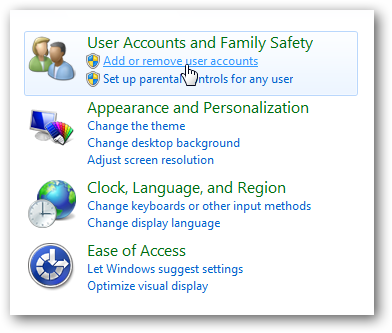 User Accounts and Family Safety
Add or remove user accounts
Set up parental controls for any user
Appearance and Personalization
Change the theme
Change desktop background
Adjust screen resolution
Clock, Language, and Region
Change keyboards or other input methods
Change display language
Ease of Access
Let Windows suggest settings
Optimize visual display